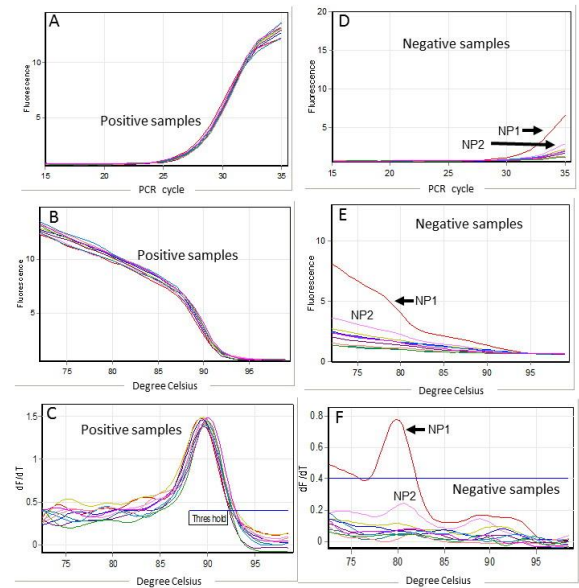 A
Fluorescence
10
5
Positive samples
15 20 25 30 35
PCR cycle
D
Fluorescence
20
15
10
5
Negative samples
NP1
NP2
15 20 25 30 35
PCR cycle
B
Fluorescence
10
5
Positive samples
75 80 85 90 95
Degree Celsius
E
Fluorescence
10
5
0
Negative samples
NP1
NP2
75 80 85 90 95
Degree Celsius
C
dF/dT
1.5
1.0
0.5
0
Positive samples
Threshold
75 80 85 90 95
Degree Celsius
F
dF/dT
0.8
0.6
0.4
0.2
0
NP1
NP2
Negative samples
75 80 85 90 95
Degree Celsius